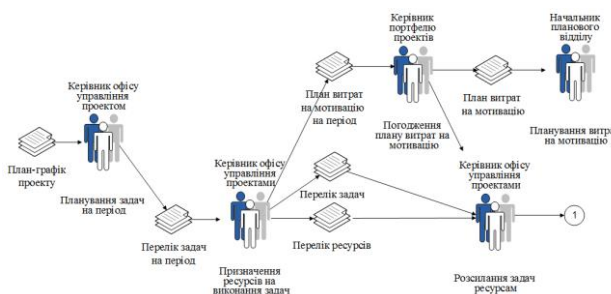 Керівник офісу
управління
проектом
План-графік
проекту
Планування задач
на період
Перелік задач
на період
Керівник офісу
управління
проектами
Призначення
ресурсів на
виконання задач
План витрат
на мотивацію
на період
Перелік задач
Перелік ресурсів
Керівник
портфелю
проектів
Погодження
плану витрат на
мотивацію
План витрат
на мотивацію
Начальник
планового
відділу
Планування витрат
на мотивацію
Керівник офісу
управління
проектами
Розсилання задач
ресурсам
1